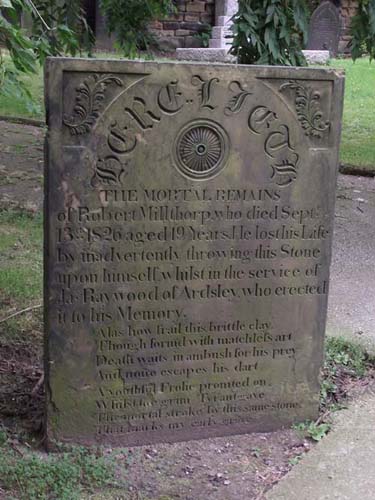 HERE LIETH
THE MORTAL REMAINS
of Robert Millthorp, who died Sept.
13th 1826 aged 19 Years. He lost his Life
by inadvertently throwing this Stone
upon himself, whilst in the service of
Jas Raywood of Ardsley, who erected
it to his Memory.
Alas how frail this brittle clay
Though form'd with matchless art
Death waits in ambush for his prey
And none escapes his dart
A youthful Frolic prompted on
Whilst the grim Tyrant gave
The mortal stroke by this same stone
That marks my early grave